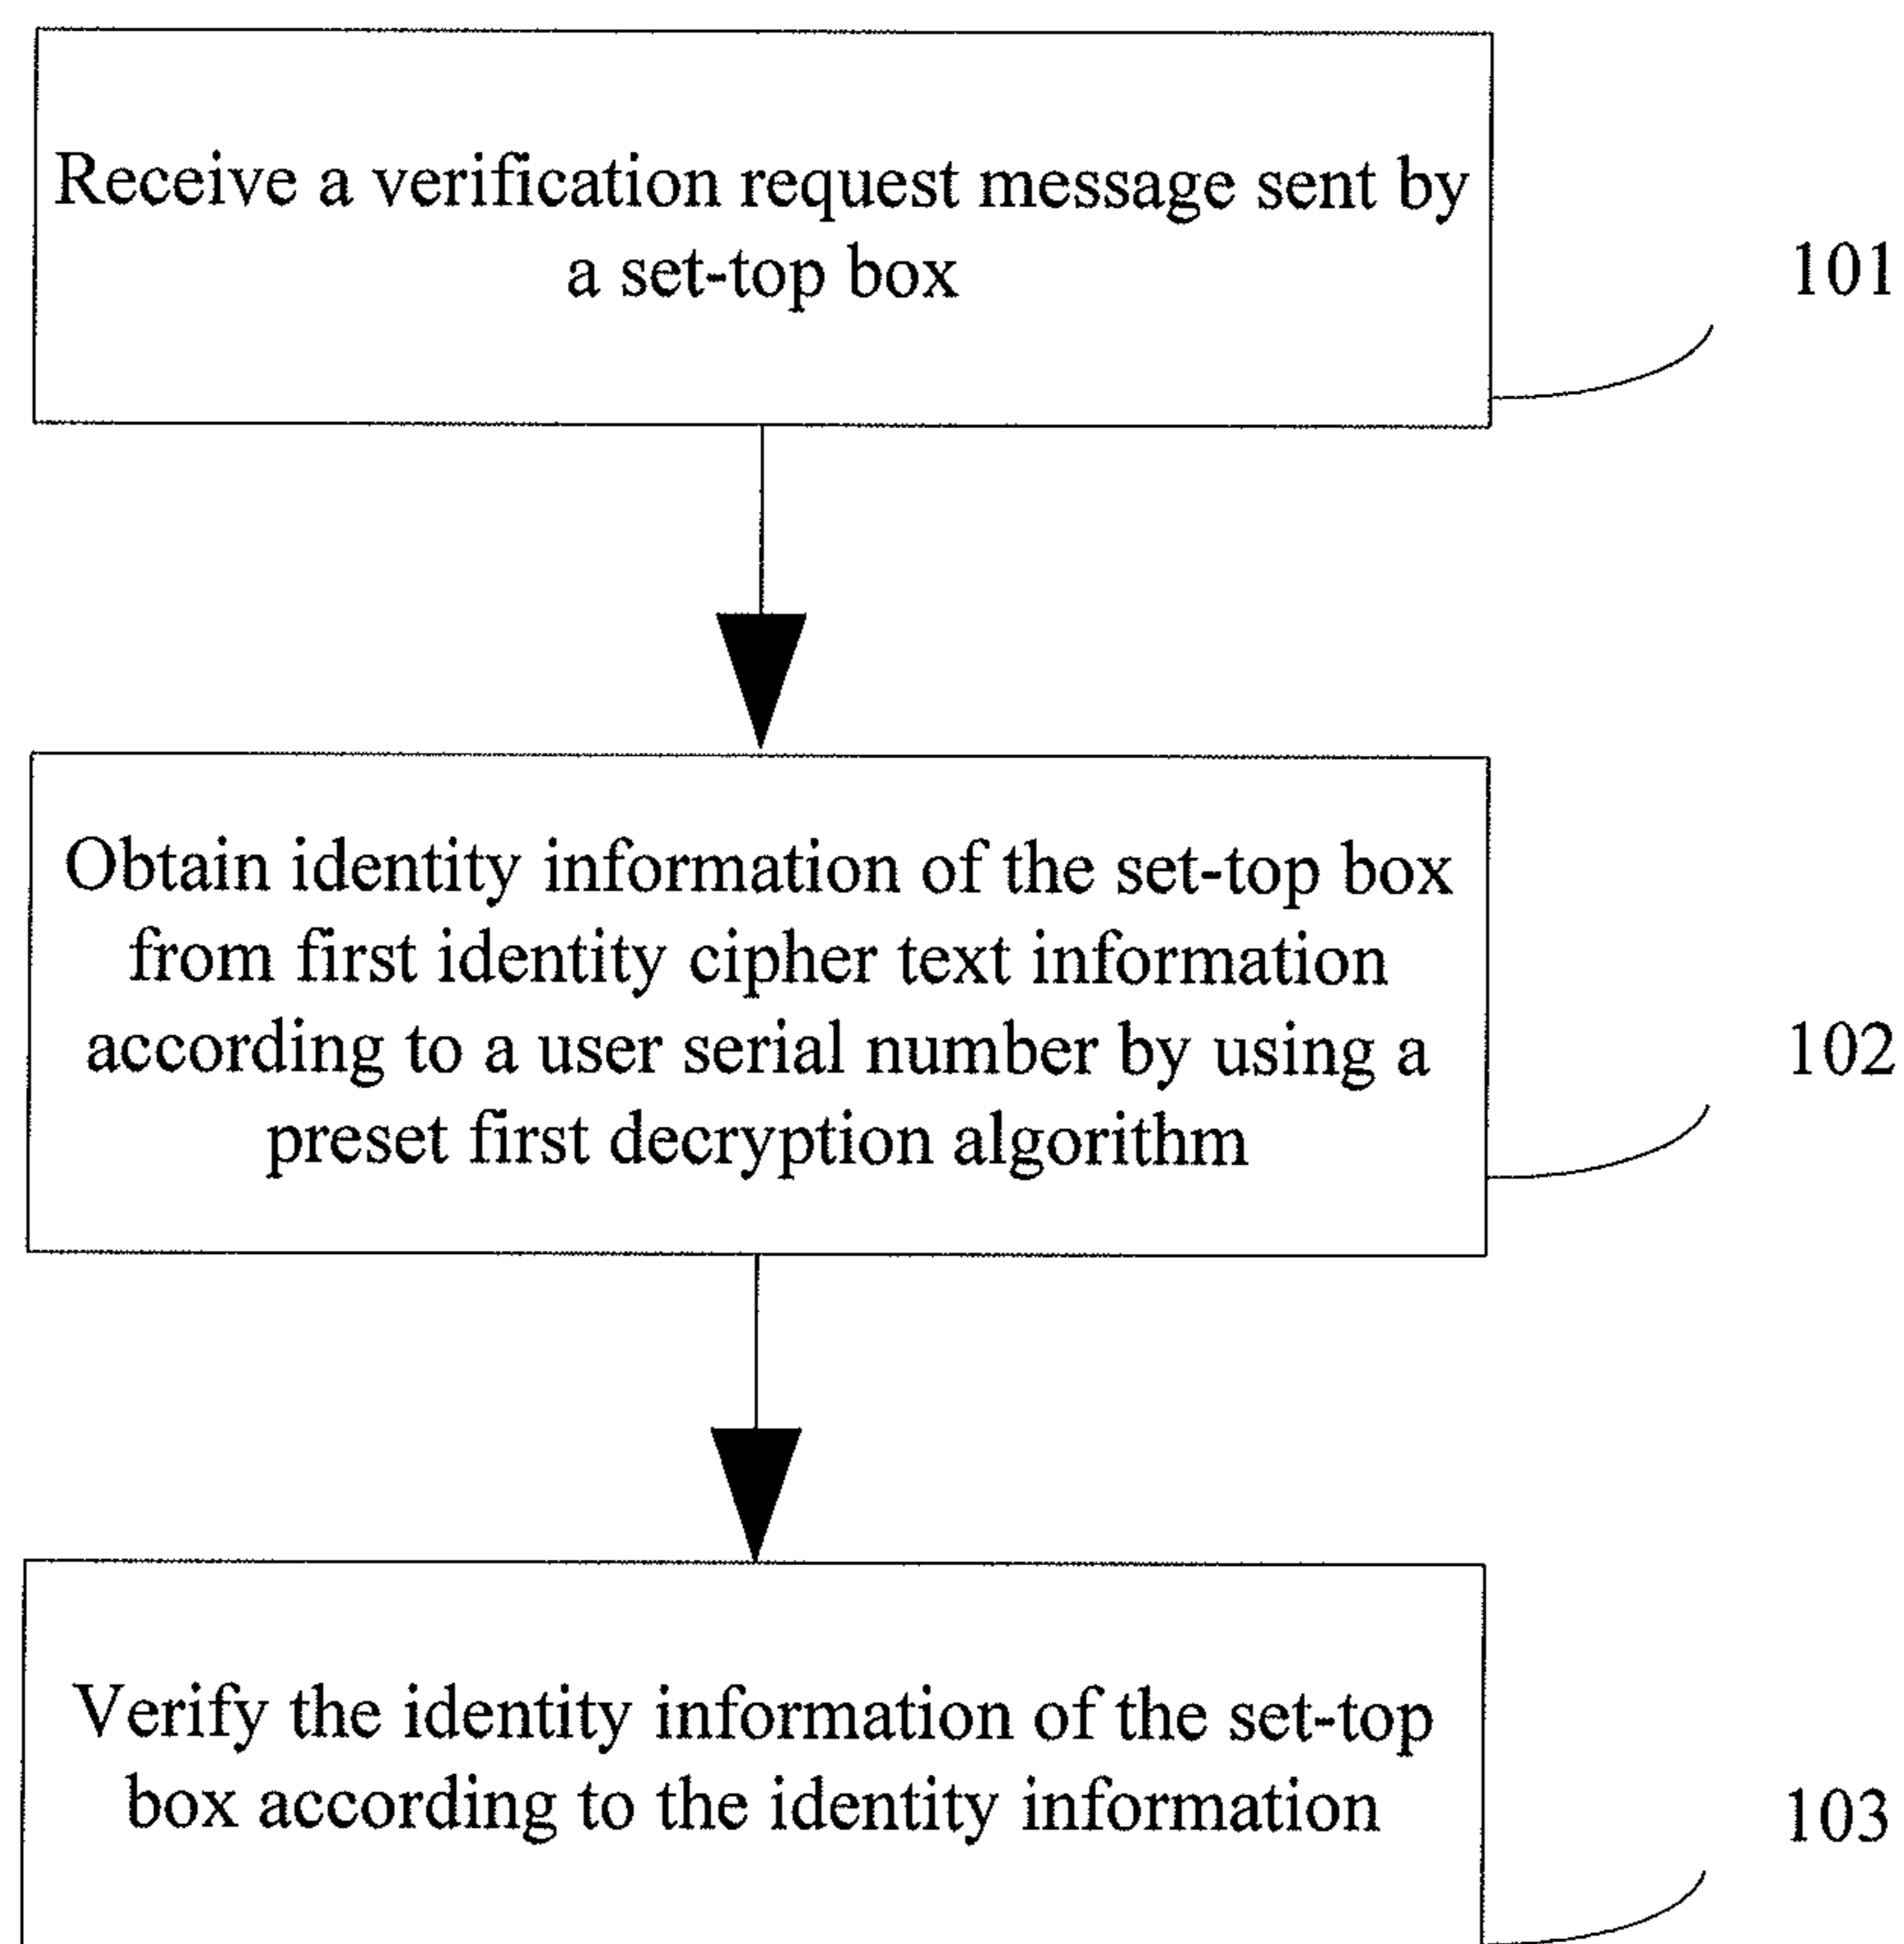 Receive a verification request message sent by
a set-top box
101
Obtain identity information of the set-top box
from first identity cipher text information
according to a user serial number by using a
preset first decryption algorithm
102
Verify the identity information of the set-top
box according to the identity information
103